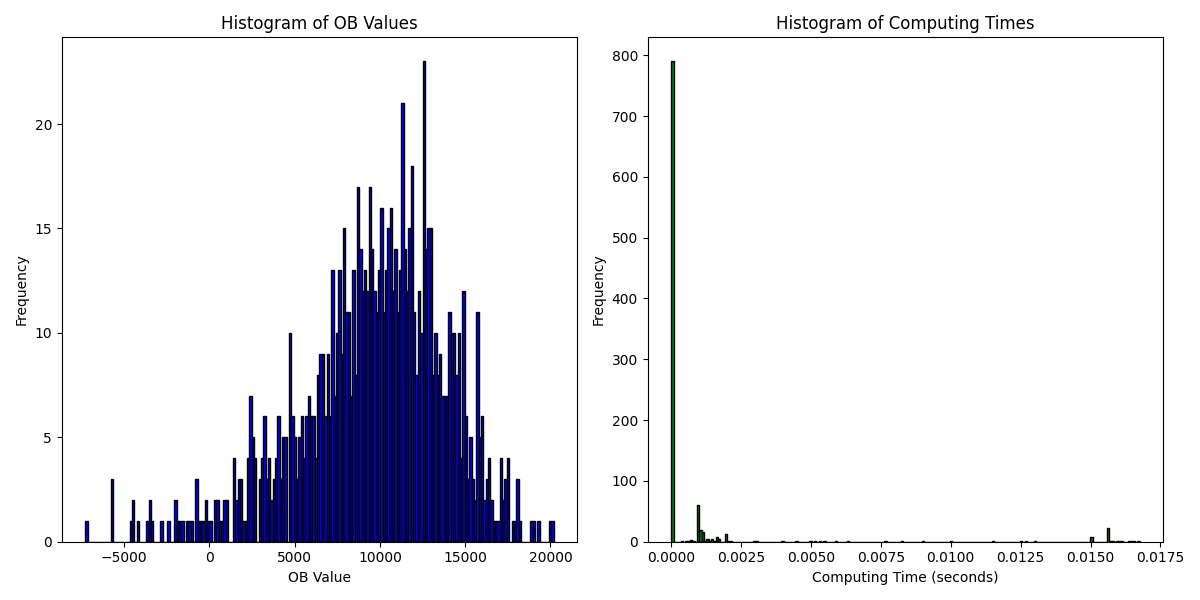 Histogram of OB Values
Frequency
20
15
10
5
0
−5000 0 5000 10000 15000 20000
OB Value
Histogram of Computing Times
Frequency
800
700
600
500
400
300
200
100
0
0.0000 0.0025 0.0050 0.0075 0.0100 0.0125 0.0150 0.0175
Computing Time (seconds)